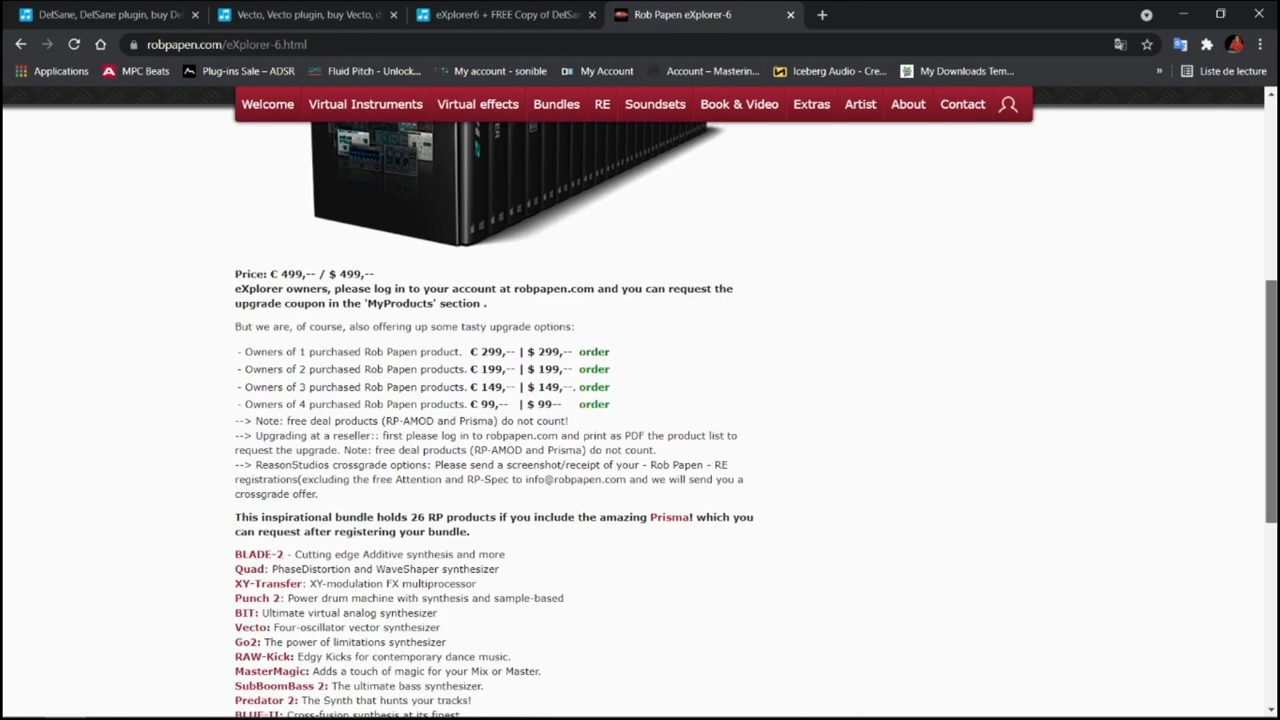 DelSane, DelSane plugin, buy De
Vecto, Vecto plugin, buy Vecto, d
eXplorer6 + FREE Copy of DelSan
Rob Papen eXplorer-6
robpapen.com/eXplorer-6.html
Applications
MPC Beats
Plug-ins Sale – ADSR
Fluid Pitch - Unlock...
My account - sonible
My Account
Account – Masterin...
Iceberg Audio - Cre...
My Downloads Tem...
»
Liste de lecture
Welcome
Virtual Instruments
Virtual effects
Bundles
RE
Soundsets
Book & Video
Extras
Artist
About
Contact
Price: € 499,-- / $ 499,--
eXplorer owners, please log in to your account at robpapen.com and you can request the
upgrade coupon in the 'MyProducts' section .
But we are, of course, also offering up some tasty upgrade options:
- Owners of 1 purchased Rob Papen product. € 299,-- | $ 299,-- order
- Owners of 2 purchased Rob Papen products. € 199,-- | $ 199,-- order
- Owners of 3 purchased Rob Papen products. € 149,-- | $ 149,--. order
- Owners of 4 purchased Rob Papen products. € 99,-- | $ 99-- order
--> Note: free deal products (RP-AMOD and Prisma) do not count!
--> Upgrading at a reseller:: first please log in to robpapen.com and print as PDF the product list to
request the upgrade. Note: free deal products (RP-AMOD and Prisma) do not count.
--> ReasonStudios crossgrade options: Please send a screenshot/receipt of your - Rob Papen - RE
registrations(excluding the free Attention and RP-Spec to info@robpapen.com and we will send you a
crossgrade offer.
This inspirational bundle holds 26 RP products if you include the amazing Prisma! which you
can request after registering your bundle.
BLADE-2 - Cutting edge Additive synthesis and more
Quad: PhaseDistortion and WaveShaper synthesizer
XY-Transfer: XY-modulation FX multiprocessor
Punch 2: Power drum machine with synthesis and sample-based
BIT: Ultimate virtual analog synthesizer
Vecto: Four-oscillator vector synthesizer
Go2: The power of limitations synthesizer
RAW-Kick: Edgy Kicks for contemporary dance music.
MasterMagic: Adds a touch of magic for your Mix or Master.
SubBoomBass 2: The ultimate bass synthesizer.
Predator 2: The Synth that hunts your tracks!
BLUE-II: Cross-fusion synthesis at its finest